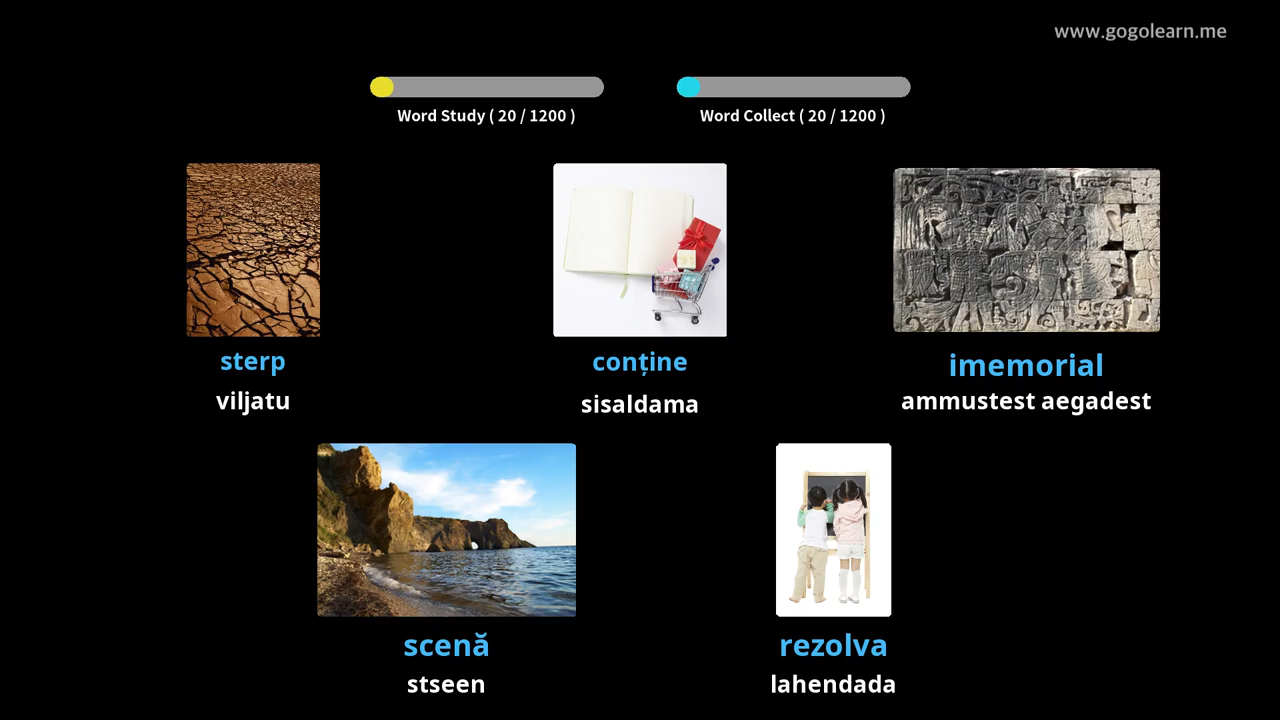 www.gogolearn.me
Word Study ( 20 / 1200 )
Word Collect ( 20 / 1200 )
sterp
viljatu
conține
sisaldama
imemorial
ammustest aegadest
scenă
stseen
rezolva
lahendada